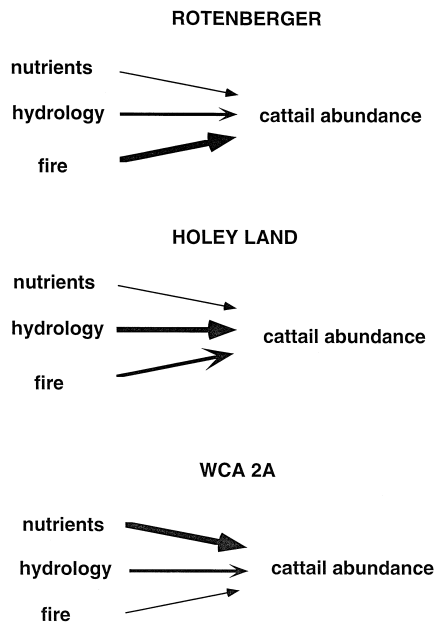 ROTENBERGER
nutrients
hydrology
cattail abundance
fire
HOLEY LAND
nutrients
hydrology
cattail abundance
fire
WCA 2A
nutrients
hydrology
cattail abundance
fire